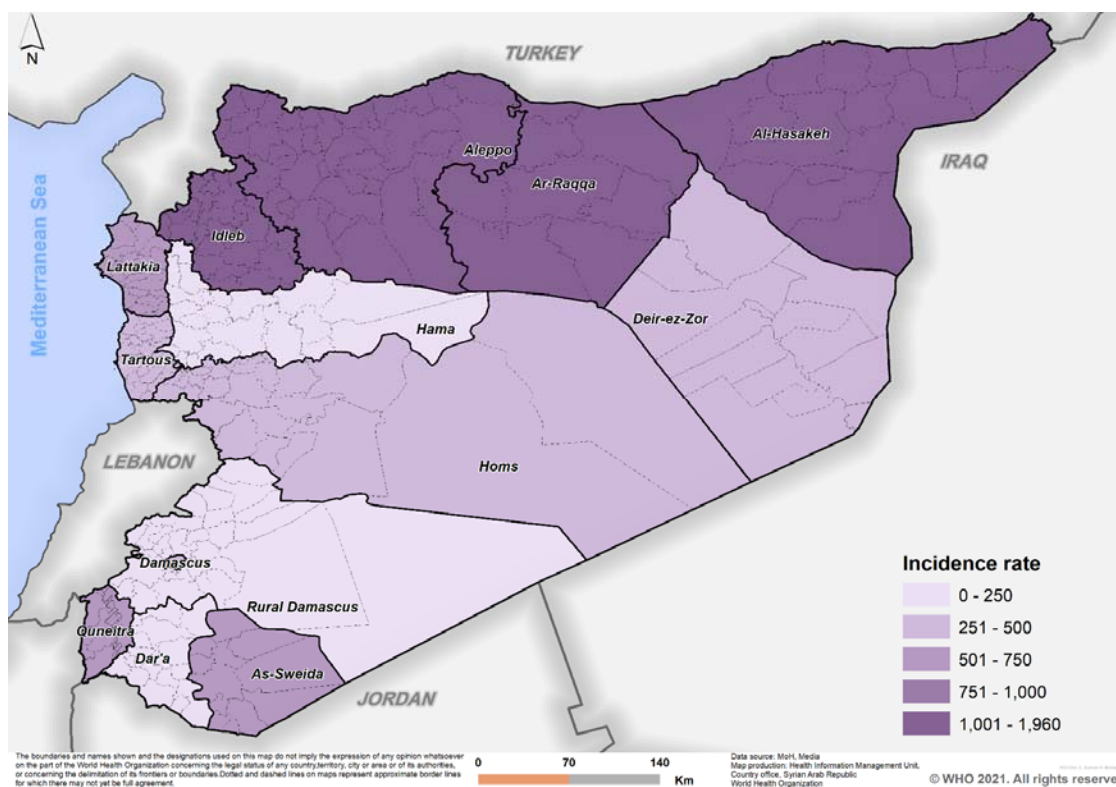 N
TURKEY
Al-Hasakeh
Aleppo
IRAQ
Ar-Raqqa
Mediterranean Sea
Idleb
Lattakia
Deir-ez-Zor
Hama
Tartous
LEBANON
Homs
Damascus
Rural Damascus
Quneitra
Dar'a
As-Sweida
JORDAN
Incidence rate
0 - 250
251 - 500
501 - 750
751 - 1,000
1,001 - 1,960
The boundaries and names shown and the designations used on this map do not imply the expression of any opinion whatsoever
on the part of the World Health Organization concerning the legal status of any country,territory, city or area or of its authorities,
or concerning the delimitation of its frontiers or boundaries.Dotted and dashed lines on maps represent approximate border lines
for which there may not yet be full agreement.
0 70 140
Km
Data source: MoH, Media
Map production: Health Information Management Unit,
Country office, Syrian Arab Republic
World Health Organization
© WHO 2021. All rights reserve